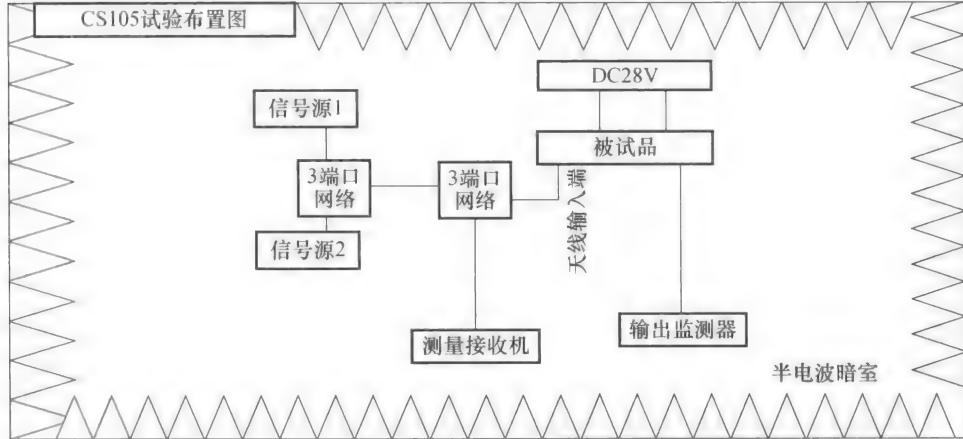 CS105试验布置图
DC28V
信号源1
被试品
3端口
网络
3端口
网络
天线输入端
信号源2
测量接收机
输出监测器
半电波暗室